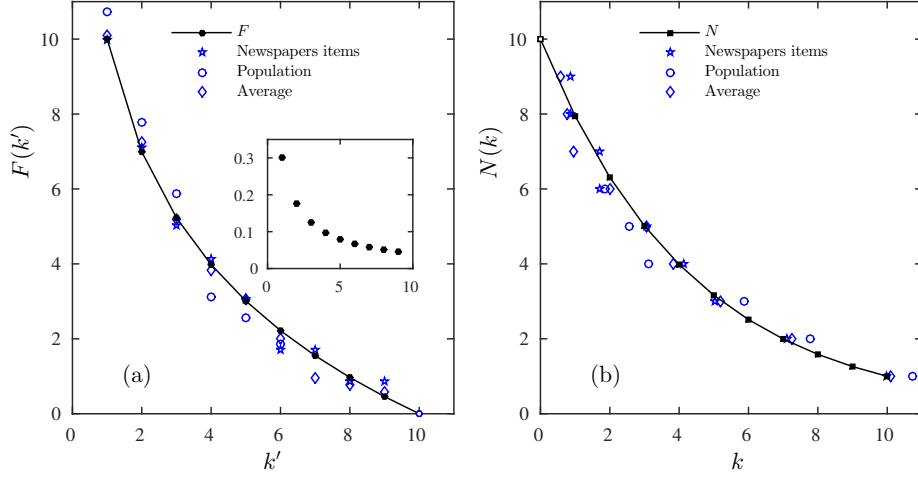 F
Newspapers items
Population
Average
10
8
6
4
2
0
F(k′)
0.3
0.2
0.1
0
0 5 10
(a)
0 2 4 6 8 10
k′
N
Newspapers items
Population
Average
10
8
6
4
2
0
N(k)
(b)
0 2 4 6 8 10
k